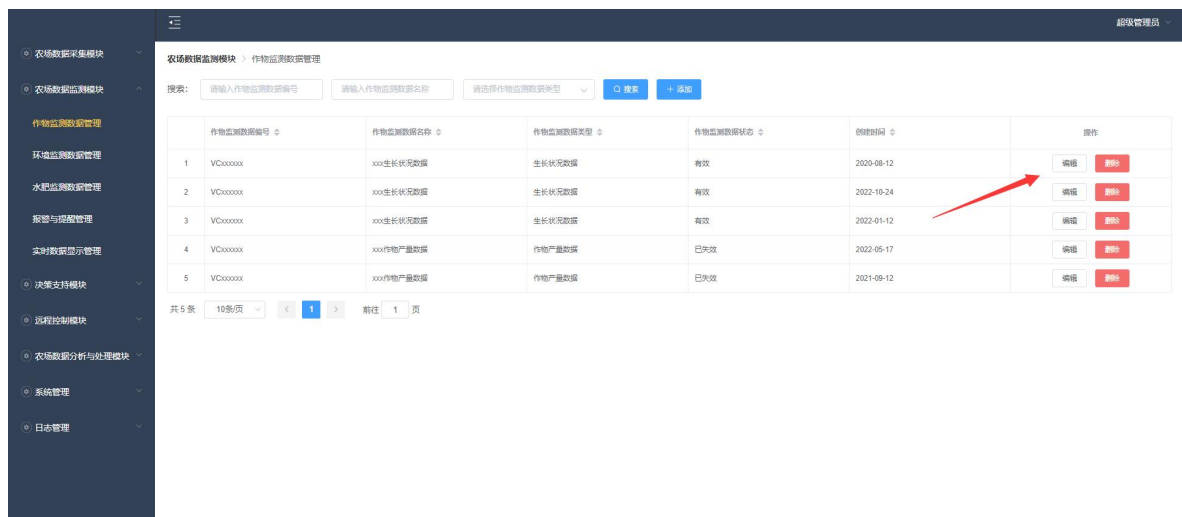 超级管理员
农场数据采集模块
农场数据监测模块
作物监测数据管理
环境监测数据管理
水肥监测数据管理
报警与提醒管理
实时数据显示管理
决策支持模块
远程控制模块
农场数据分析与处理模块
系统管理
日志管理
农场数据监测模块 > 作物监测数据管理
搜索: 请输入作物监测数据编号 请输入作物监测数据名称 请选择作物监测数据类型 搜索 + 添加
作物监测数据编号 作物监测数据名称 作物监测数据类型 作物监测数据状态 创建时间 操作
1 VCxxxxxx xxx生长状况数据 生长状况数据 有效 2020-08-12 编辑 删除
2 VCxxxxxx xxx生长状况数据 生长状况数据 有效 2022-10-24 编辑 删除
3 VCxxxxxx xxx生长状况数据 生长状况数据 有效 2022-01-12 编辑 删除
4 VCxxxxxx xxx作物产量数据 作物产量数据 已失效 2022-05-17 编辑 删除
5 VCxxxxxx xxx作物产量数据 作物产量数据 已失效 2021-09-12 编辑 删除
共 5 条 10条/页 < 1 > 前往 1 页